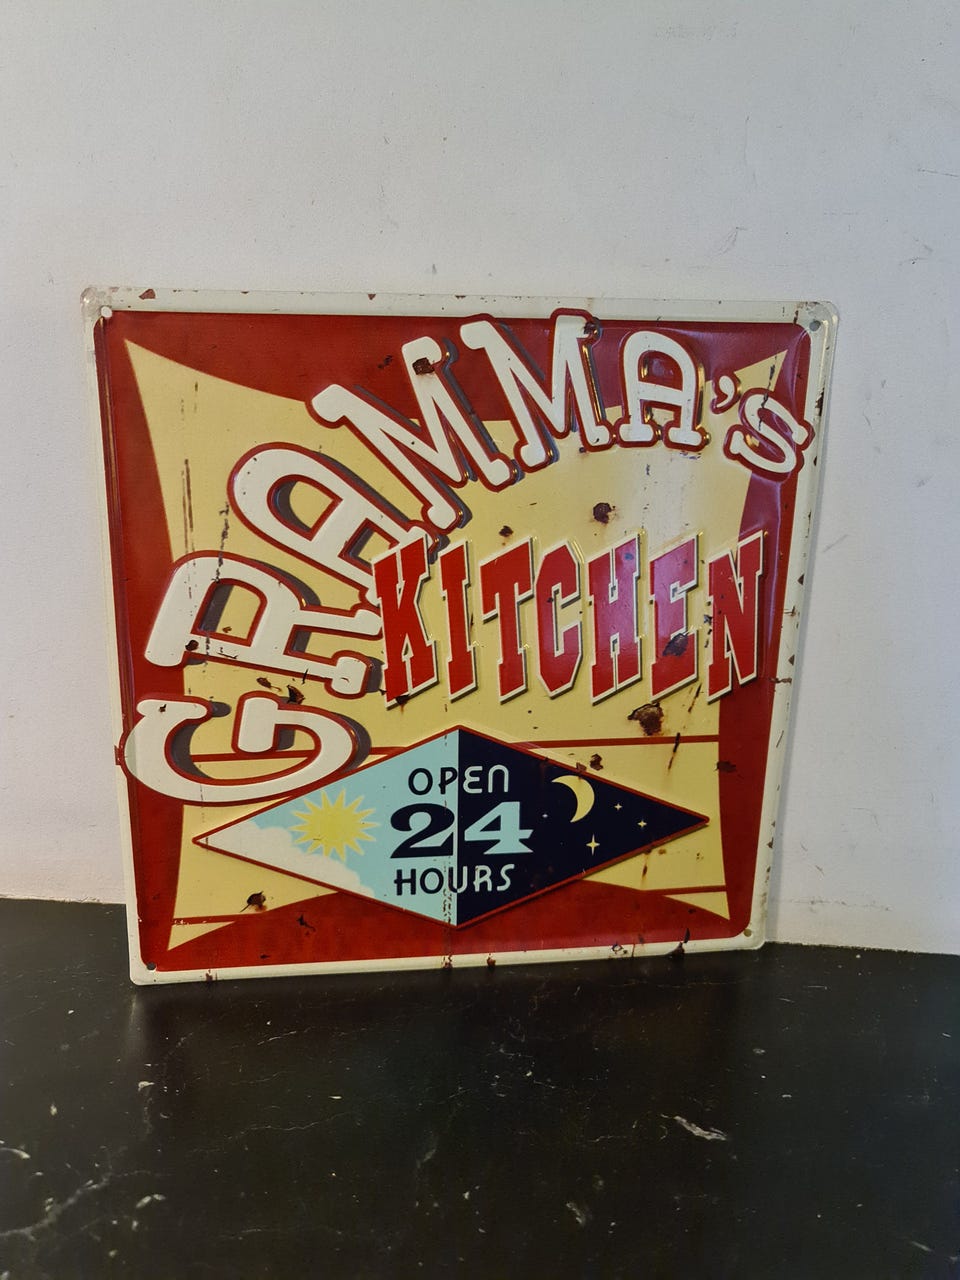 GRAMMA's
KITCHEN
OPEN
24
HOURS